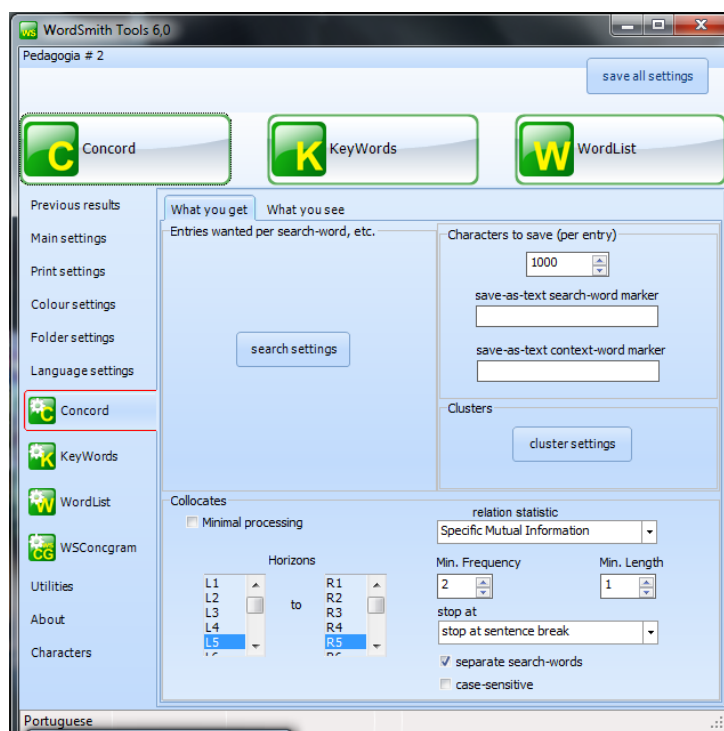 WordSmith Tools 6,0
Pedagogia # 2
save all settings
Concord
KeyWords
WordList
Previous results
Main settings
Print settings
Colour settings
Folder settings
Language settings
Concord
KeyWords
WordList
WSConcgram
Utilities
About
Characters
What you get
What you see
Entries wanted per search-word, etc.
search settings
Characters to save (per entry)
1000
save-as-text search-word marker
save-as-text context-word marker
Clusters
cluster settings
Collocates
Minimal processing
Horizons
L1
L2
L3
L4
L5
to
R1
R2
R3
R4
R5
relation statistic
Specific Mutual Information
Min. Frequency
2
Min. Length
1
stop at
stop at sentence break
separate search-words
case-sensitive
Portuguese